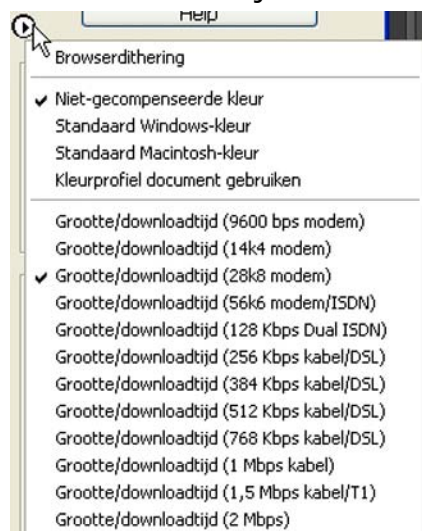 Help
Browserdithering
Niet-gecompenseerde kleur
Standaard Windows-kleur
Standaard Macintosh-kleur
Kleurprofiel document gebruiken
Grootte/downloadtijd (9600 bps modem)
Grootte/downloadtijd (14k4 modem)
Grootte/downloadtijd (28k8 modem)
Grootte/downloadtijd (56k6 modem/ISDN)
Grootte/downloadtijd (128 Kbps Dual ISDN)
Grootte/downloadtijd (256 Kbps kabel/DSL)
Grootte/downloadtijd (384 Kbps kabel/DSL)
Grootte/downloadtijd (512 Kbps kabel/DSL)
Grootte/downloadtijd (768 Kbps kabel/DSL)
Grootte/downloadtijd (1 Mbps kabel)
Grootte/downloadtijd (1,5 Mbps kabel/T1)
Grootte/downloadtijd (2 Mbps)